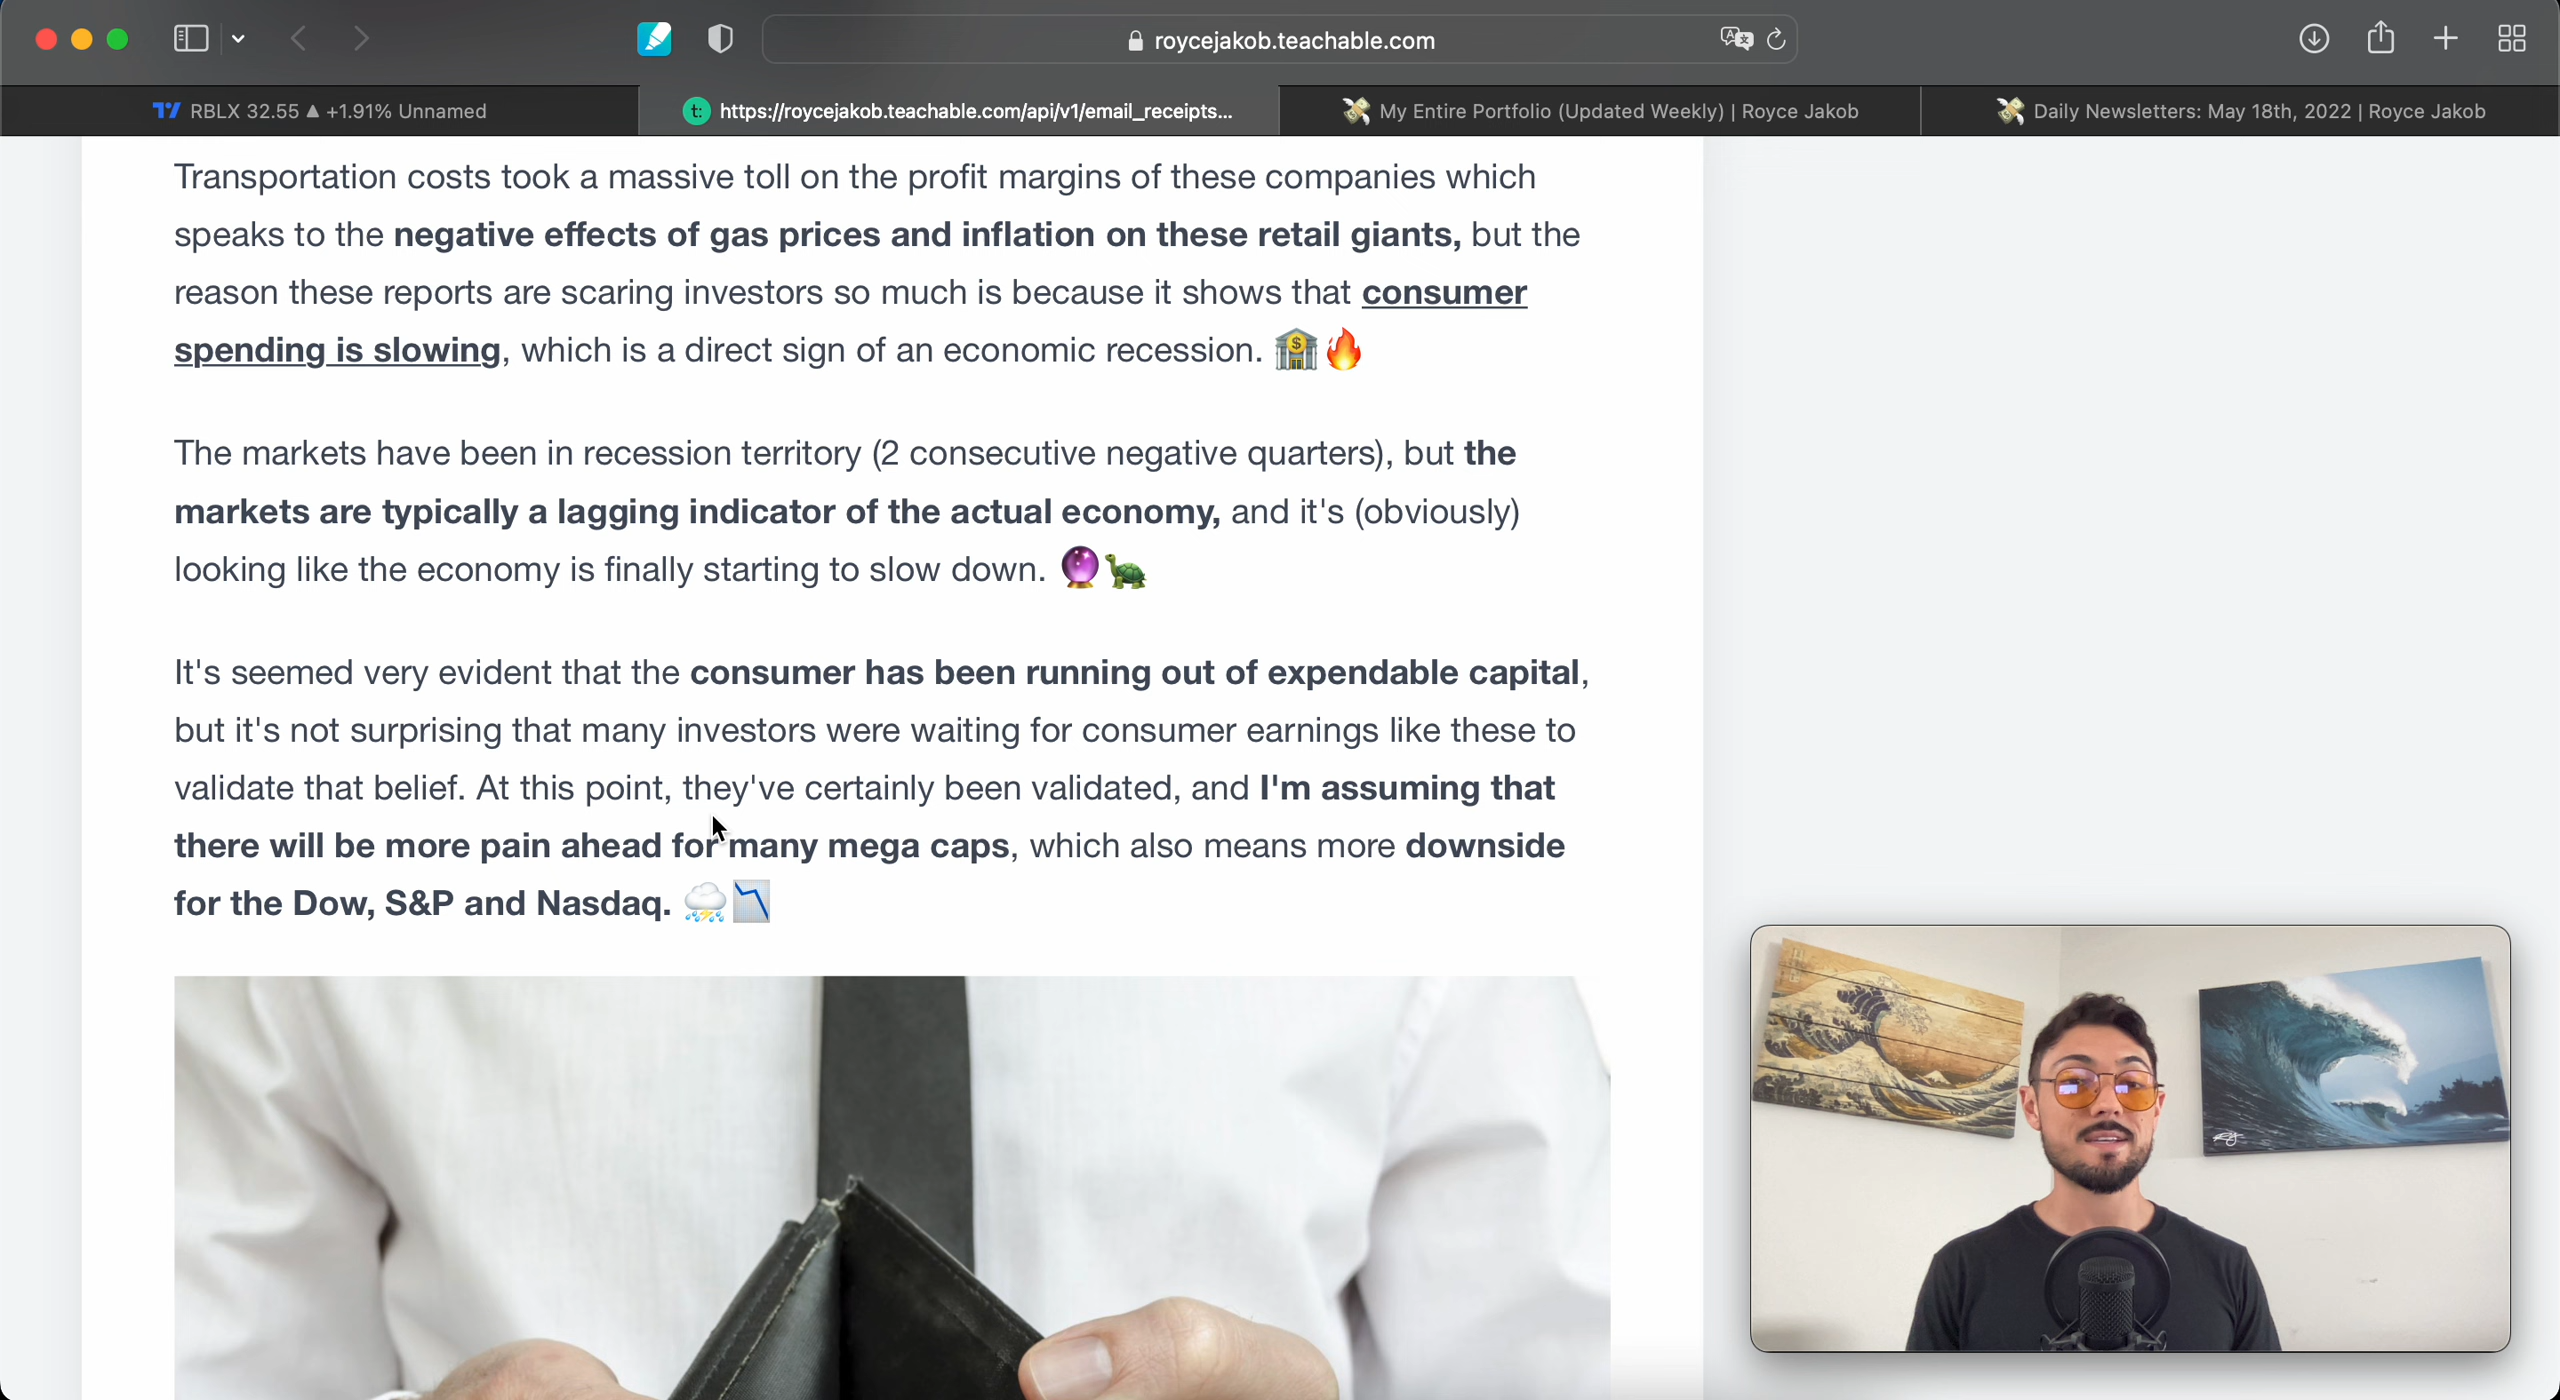 roycejakob.teachable.com
RBLX 32.55 ▲ +1.91% Unnamed
t: https://roycejakob.teachable.com/api/v1/email_receipts...
My Entire Portfolio (Updated Weekly) | Royce Jakob
Daily Newsletters: May 18th, 2022 | Royce Jakob
Transportation costs took a massive toll on the profit margins of these companies which
speaks to the negative effects of gas prices and inflation on these retail giants, but the
reason these reports are scaring investors so much is because it shows that consumer
spending is slowing, which is a direct sign of an economic recession. 🏦🔥
The markets have been in recession territory (2 consecutive negative quarters), but the
markets are typically a lagging indicator of the actual economy, and it's (obviously)
looking like the economy is finally starting to slow down. 🔮🐢
It's seemed very evident that the consumer has been running out of expendable capital,
but it's not surprising that many investors were waiting for consumer earnings like these to
validate that belief. At this point, they've certainly been validated, and I'm assuming that
there will be more pain ahead for many mega caps, which also means more downside
for the Dow, S&P and Nasdaq. ⛈️📉